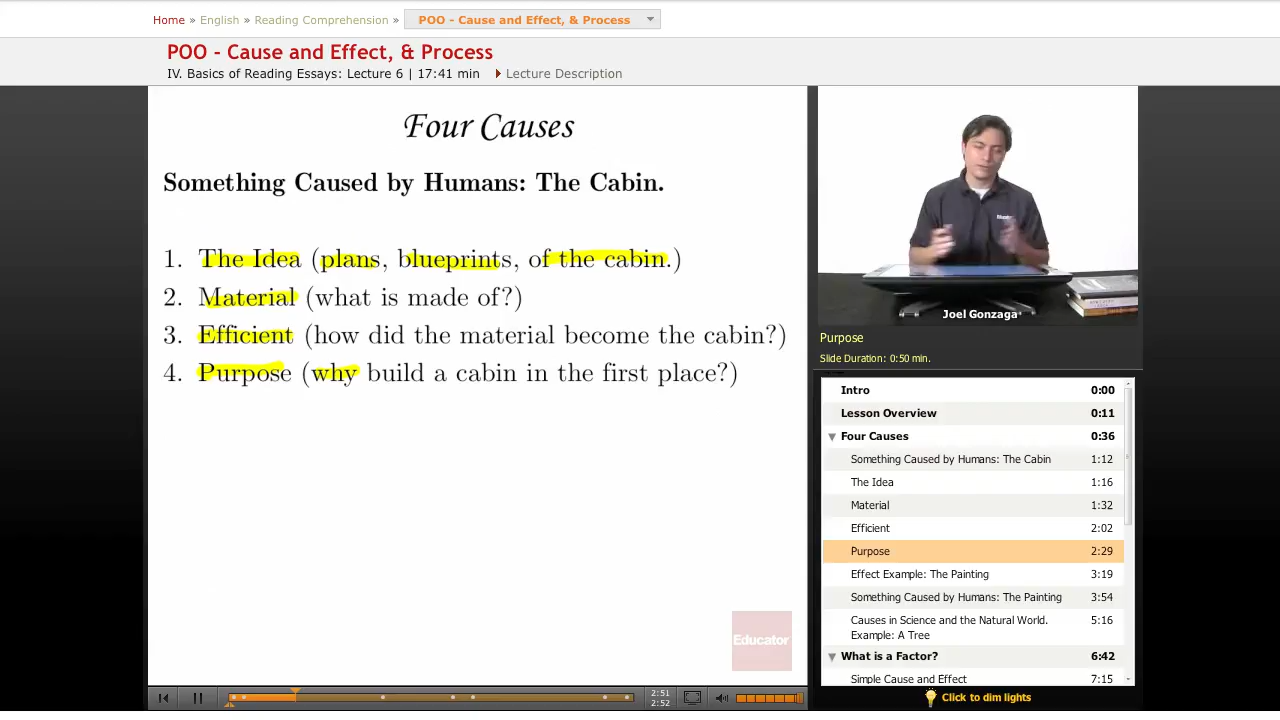 Home » English » Reading Comprehension » POO - Cause and Effect, & Process
POO - Cause and Effect, & Process
IV. Basics of Reading Essays: Lecture 6 | 17:41 min Lecture Description
Four Causes
Something Caused by Humans: The Cabin.
1. The Idea (plans, blueprints, of the cabin.)
2. Material (what is made of?)
3. Efficient (how did the material become the cabin?)
4. Purpose (why build a cabin in the first place?)
Educator
2:51
2:52
Joel Gonzaga
Purpose
Slide Duration: 0:50 min.
Intro 0:00
Lesson Overview 0:11
Four Causes 0:36
Something Caused by Humans: The Cabin 1:12
The Idea 1:16
Material 1:32
Efficient 2:02
Purpose 2:29
Effect Example: The Painting 3:19
Something Caused by Humans: The Painting 3:54
Causes in Science and the Natural World. 5:16
Example: A Tree
What is a Factor? 6:42
Simple Cause and Effect 7:15
Click to dim lights